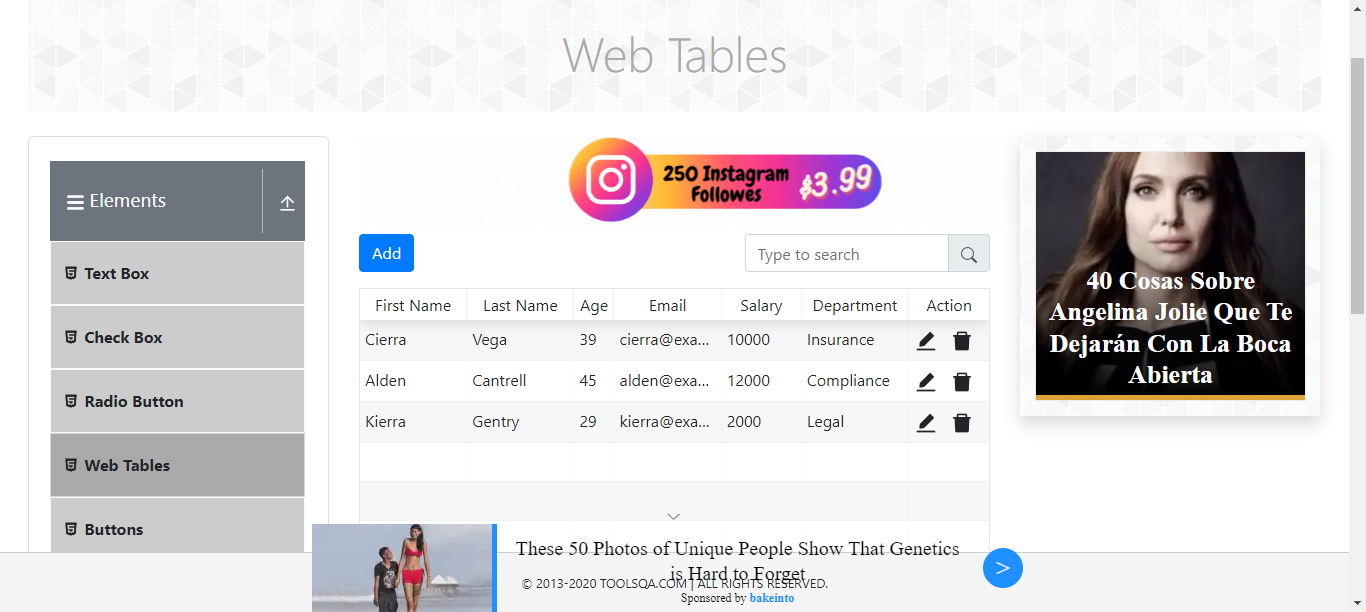 Web Tables
Elements
Text Box
Check Box
Radio Button
Web Tables
Buttons
250 Instagram
Followes
$3.99
Add
Type to search
First Name Last Name Age Email Salary Department Action
Cierra Vega 39 cierra@exa... 10000 Insurance
Alden Cantrell 45 alden@exa... 12000 Compliance
Kierra Gentry 29 kierra@exa... 2000 Legal
40 Cosas Sobre
Angelina Jolie Que Te
Dejarán Con La Boca
Abierta
These 50 Photos of Unique People Show That Genetics
is Hard to Forget
© 2013-2020 TOOLSQA.COM | ALL RIGHTS RESERVED.
Sponsored by bakeinto
>